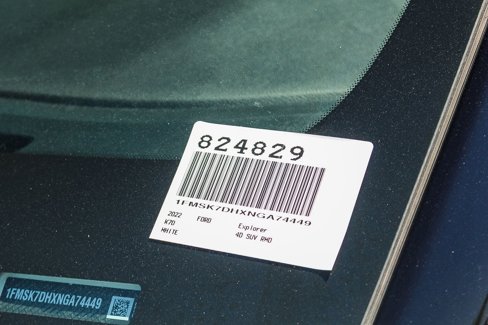 824829
1FMSK7DHXNGA74449
2022 FORD Explorer
K7D 4D SUV RWD
WHITE
1FMSK7DHXNGA74449